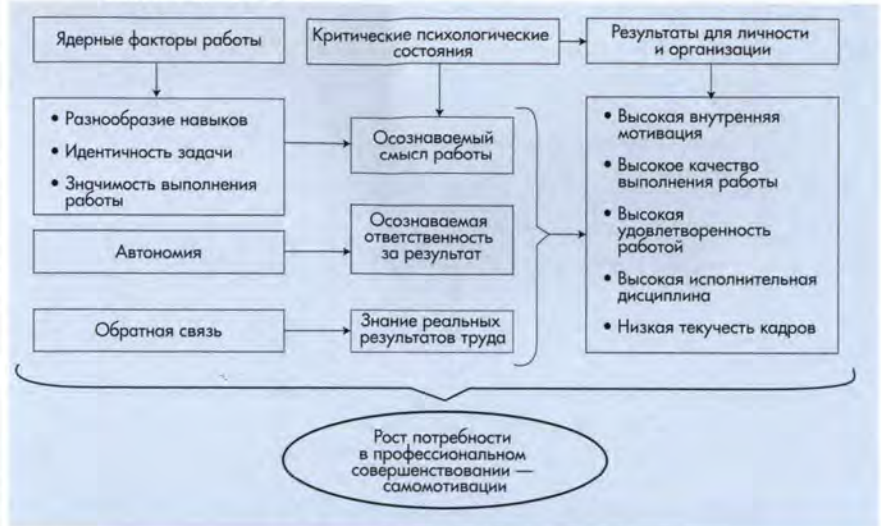 Ядерные факторы работы
Критические психологические
состояния
Результаты для личности
и организации
• Разнообразие навыков
• Идентичность задачи
• Значимость выполнения
работы
Осознаваемый
смысл работы
• Высокая внутренняя
мотивация
• Высокое качество
выполнения работы
• Высокая
удовлетворенность
работой
• Высокая исполнительная
дисциплина
• Низкая текучесть кадров
Автономия
Осознаваемая
ответственность
за результат
Обратная связь
Знание реальных
результатов труда
Рост потребности
в профессиональном
совершенствовании —
самомотивации